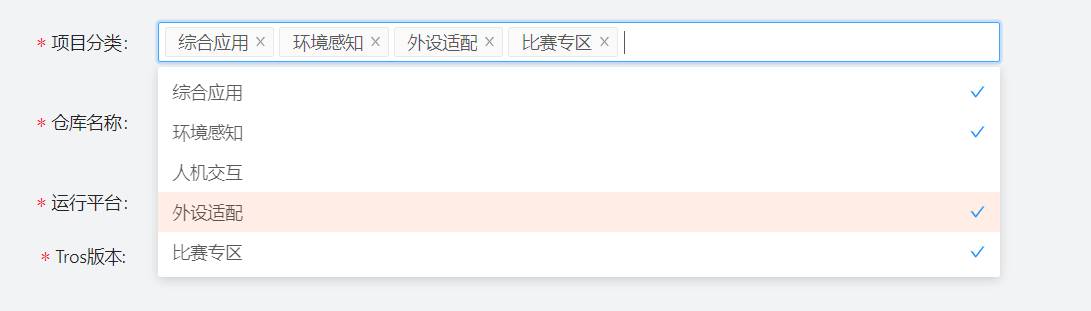 * 项目分类: 综合应用 × 环境感知 × 外设适配 × 比赛专区 ×
综合应用
* 仓库名称:
环境感知
人机交互
* 运行平台:
外设适配
* Tros版本:
比赛专区